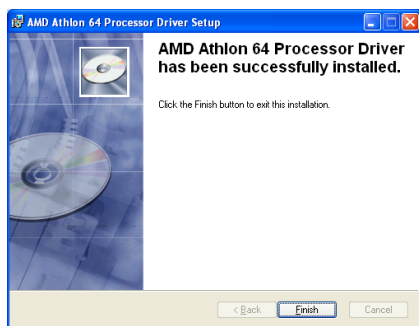 AMD Athlon 64 Processor Driver Setup
AMD Athlon 64 Processor Driver
has been successfully installed.
Click the Finish button to exit this installation.
< Back
Finish
Cancel